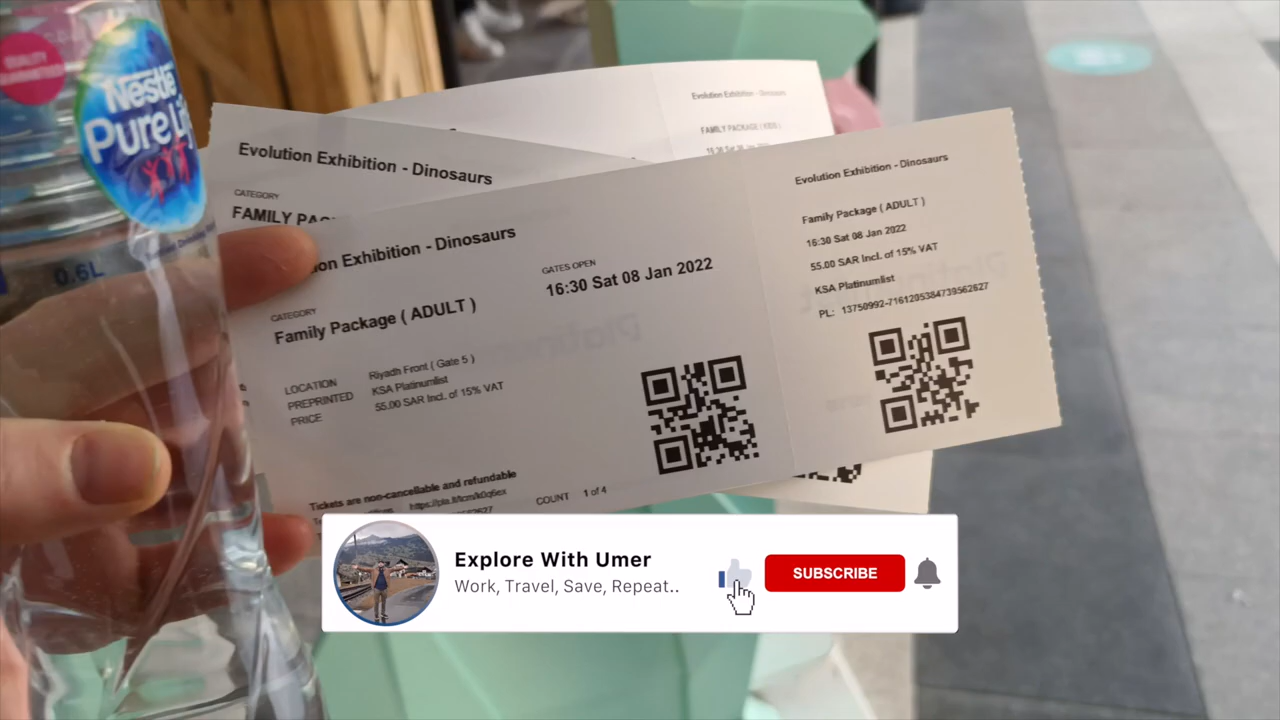 QUALITY
Nestlé
Pure Life
0.6L
Evolution Exhibition - Dinosaurs
FAMILY PACKAGE ( KIDS )
Evolution Exhibition - Dinosaurs
CATEGORY
FAMILY PAC
on Exhibition - Dinosaurs
CATEGORY
Family Package ( ADULT )
GATES OPEN
16:30 Sat 08 Jan 2022
LOCATION Riyadh Front ( Gate 5 )
PREPRINTED KSA Platinumlist
PRICE 55.00 SAR Incl. of 15% VAT
Tickets are non-cancellable and refundable
COUNT 1 of 4
Evolution Exhibition - Dinosaurs
Family Package ( ADULT )
16:30 Sat 08 Jan 2022
55.00 SAR Incl. of 15% VAT
KSA Platinumlist
PL: 13750992-7161205384739562627
Explore With Umer
Work, Travel, Save, Repeat..
SUBSCRIBE